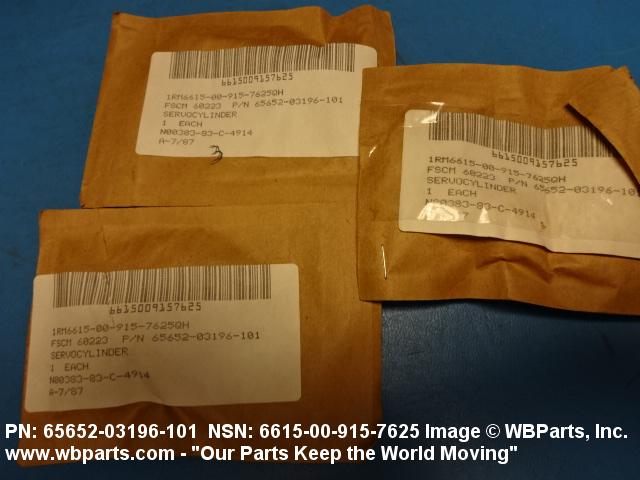 6615009157625
1RM6615-00-915-7625QH
FSCM 60223 P/N 65652-03196-101
SERVOCYLINDER
1 EACH
N00383-83-C-4914
A-7/87
3
6615009157625
1RM6615-00-915-7625QH
FSCM 60223 P/N 65652-03196-101
SERVOCYLINDER
1 EACH
N00383-83-C-4914
6615009157625
1RM6615-00-915-7625QH
FSCM 60223 P/N 65652-03196-101
SERVOCYLINDER
1 EACH
N00383-83-C-4914
A-7/87
PN: 65652-03196-101 NSN: 6615-00-915-7625 Image © WBParts, Inc.
www.wbparts.com - "Our Parts Keep the World Moving"